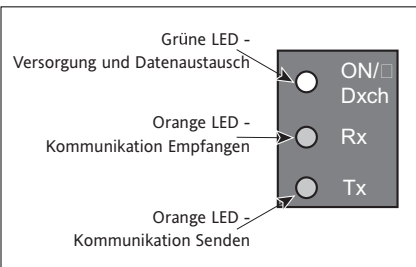 Grüne LED -
Versorgung und Datenaustausch
ON/□
Dxch
Orange LED -
Kommunikation Empfangen
Rx
Tx
Orange LED -
Kommunikation Senden